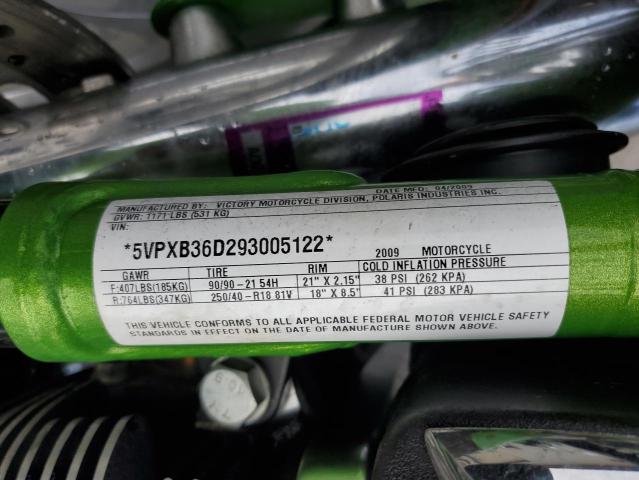 DATE MFD: 04/2009
MANUFACTURED BY: VICTORY MOTORCYCLE DIVISION, POLARIS INDUSTRIES INC.
GVWR: 1171 LBS (531 KG)
VIN:
*5VPXB36D293005122*
2009 MOTORCYCLE
GAWR TIRE RIM COLD INFLATION PRESSURE
F:407LBS(185KG) 90/90-21 54H 21" X 2.15" 38 PSI (262 KPA)
R:764LBS(347KG) 250/40-R18 81V 18" X 8.5" 41 PSI (283 KPA)
THIS VEHICLE CONFORMS TO ALL APPLICABLE FEDERAL MOTOR VEHICLE SAFETY
STANDARDS IN EFFECT ON THE DATE OF MANUFACTURE SHOWN ABOVE.
10.9